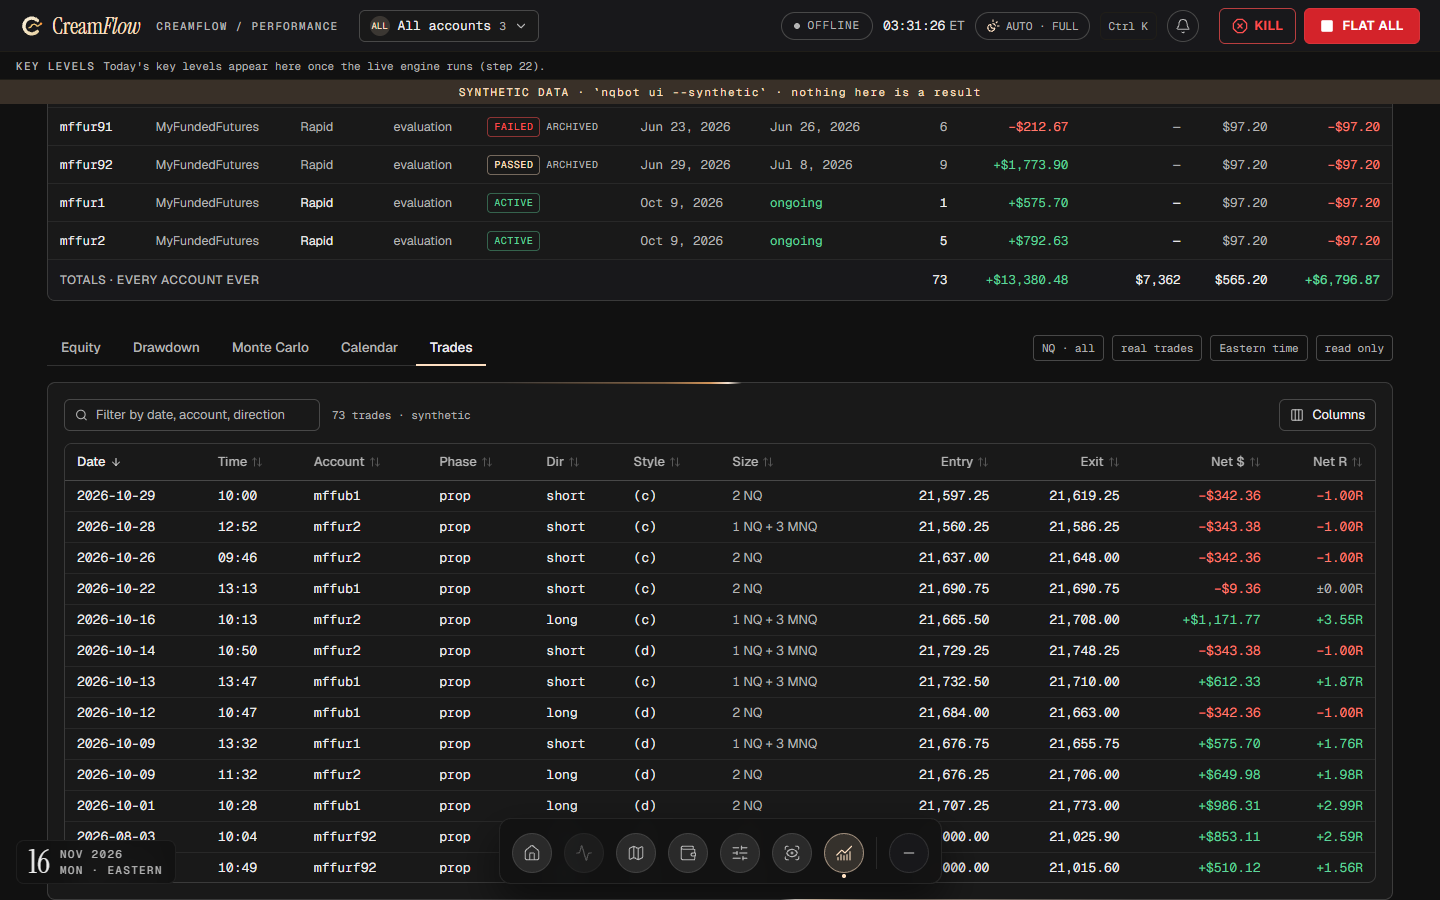 CreamFlow CREAMFLOW / PERFORMANCE ALL All accounts 3 OFFLINE 03:31:26 ET AUTO · FULL Ctrl K KILL FLAT ALL
KEY LEVELS Today's key levels appear here once the live engine runs (step 22).
SYNTHETIC DATA · `nqbot ui --synthetic` · nothing here is a result
mffur91 MyFundedFutures Rapid evaluation FAILED ARCHIVED Jun 23, 2026 Jun 26, 2026 6 −$212.67 — $97.20 −$97.20
mffur92 MyFundedFutures Rapid evaluation PASSED ARCHIVED Jun 29, 2026 Jul 8, 2026 9 +$1,773.90 — $97.20 −$97.20
mffur1 MyFundedFutures Rapid evaluation ACTIVE Oct 9, 2026 ongoing 1 +$575.70 — $97.20 −$97.20
mffur2 MyFundedFutures Rapid evaluation ACTIVE Oct 9, 2026 ongoing 5 +$792.63 — $97.20 −$97.20
TOTALS · EVERY ACCOUNT EVER 73 +$13,380.48 $7,362 $565.20 +$6,796.87
Equity Drawdown Monte Carlo Calendar Trades NQ · all real trades Eastern time read only
Filter by date, account, direction 73 trades · synthetic Columns
Date ↓ Time Account Phase Dir Style Size Entry Exit Net $ Net R
2026-10-29 10:00 mffub1 prop short (c) 2 NQ 21,597.25 21,619.25 −$342.36 −1.00R
2026-10-28 12:52 mffur2 prop short (c) 1 NQ + 3 MNQ 21,560.25 21,586.25 −$343.38 −1.00R
2026-10-26 09:46 mffur2 prop short (c) 2 NQ 21,637.00 21,648.00 −$342.36 −1.00R
2026-10-22 13:13 mffub1 prop short (c) 2 NQ 21,690.75 21,690.75 −$9.36 ±0.00R
2026-10-16 10:13 mffur2 prop long (c) 1 NQ + 3 MNQ 21,665.50 21,708.00 +$1,171.77 +3.55R
2026-10-14 10:50 mffur2 prop short (d) 1 NQ + 3 MNQ 21,729.25 21,748.25 −$343.38 −1.00R
2026-10-13 13:47 mffub1 prop short (c) 1 NQ + 3 MNQ 21,732.50 21,710.00 +$612.33 +1.87R
2026-10-12 10:47 mffub1 prop long (d) 2 NQ 21,684.00 21,663.00 −$342.36 −1.00R
2026-10-09 13:32 mffur1 prop short (d) 1 NQ + 3 MNQ 21,676.75 21,655.75 +$575.70 +1.76R
2026-10-09 11:32 mffur2 prop long (d) 2 NQ 21,676.25 21,706.00 +$649.98 +1.98R
2026-10-01 10:28 mffub1 prop long (d) 2 NQ 21,707.25 21,773.00 +$986.31 +2.99R
2026-08-03 10:04 mffurf92 prop 000.00 21,025.90 +$853.11 +2.59R
10:49 mffurf92 prop 000.00 21,015.60 +$510.12 +1.56R
16 NOV 2026
MON · EASTERN